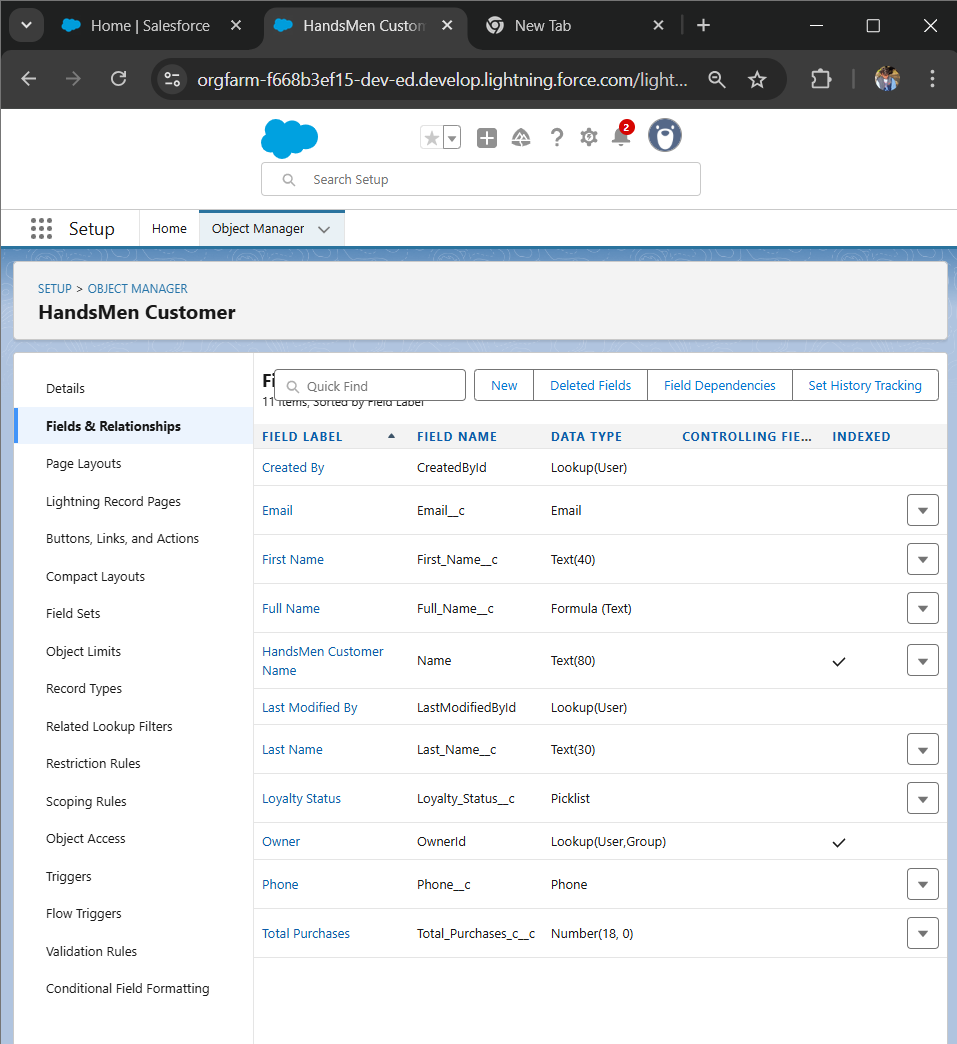 Home | Salesforce
HandsMen Custom
New Tab
orgfarm-f668b3ef15-dev-ed.develop.lightning.force.com/light...
2
Search Setup
Setup
Home
Object Manager
SETUP > OBJECT MANAGER
HandsMen Customer
Details
Fields & Relationships
Page Layouts
Lightning Record Pages
Buttons, Links, and Actions
Compact Layouts
Field Sets
Object Limits
Record Types
Related Lookup Filters
Restriction Rules
Scoping Rules
Object Access
Triggers
Flow Triggers
Validation Rules
Conditional Field Formatting
Quick Find
New
Deleted Fields
Field Dependencies
Set History Tracking
11 Items, Sorted by Field Label
FIELD LABEL FIELD NAME DATA TYPE CONTROLLING FIE... INDEXED
Created By CreatedById Lookup(User)
Email Email__c Email
First Name First_Name__c Text(40)
Full Name Full_Name__c Formula (Text)
HandsMen Customer
Name Name Text(80)
Last Modified By LastModifiedById Lookup(User)
Last Name Last_Name__c Text(30)
Loyalty Status Loyalty_Status__c Picklist
Owner OwnerId Lookup(User,Group)
Phone Phone__c Phone
Total Purchases Total_Purchases_c__c Number(18, 0)